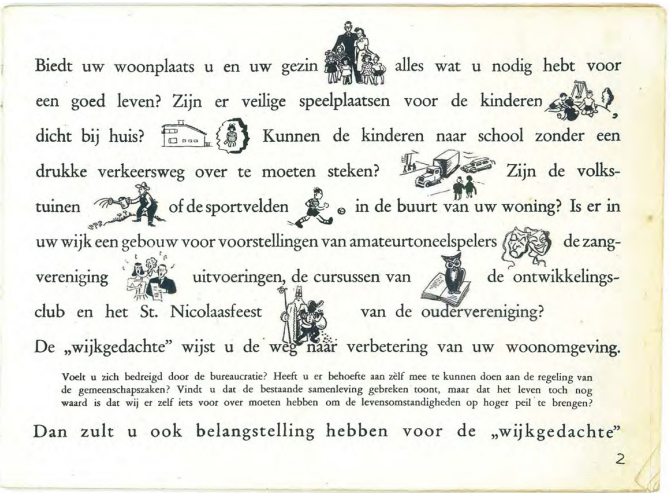 Biedt uw woonplaats u en uw gezin alles wat u nodig hebt voor
een goed leven? Zijn er veilige speelplaatsen voor de kinderen,
dicht bij huis? Kunnen de kinderen naar school zonder een
drukke verkeersweg over te moeten steken? Zijn de volks-
tuinen of de sportvelden in de buurt van uw woning? Is er in
uw wijk een gebouw voor voorstellingen van amateurtoneelspelers de zang-
vereniging uitvoeringen, de cursussen van de ontwikkelings-
club en het St. Nicolaasfeest van de oudervereniging?
De „wijkgedachte” wijst u de weg naar verbetering van uw woonomgeving.
Voelt u zich bedreigd door de bureaucratie? Heeft u er behoefte aan zèlf mee te kunnen doen aan de regeling van
de gemeenschapszaken? Vindt u dat de bestaande samenleving gebreken toont, maar dat het leven toch nog
waard is dat wij er zelf iets voor over moeten hebben om de levensomstandigheden op hoger peil te brengen?
Dan zult u ook belangstelling hebben voor de „wijkgedachte”
2